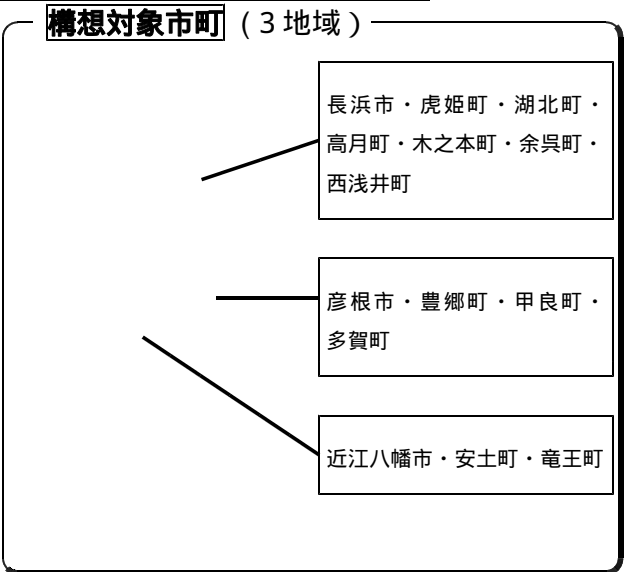 構想対象市町(3地域)
長浜市・虎姫町・湖北町・
高月町・木之本町・余呉町・
西浅井町
彦根市・豊郷町・甲良町・
多賀町
近江八幡市・安土町・竜王町